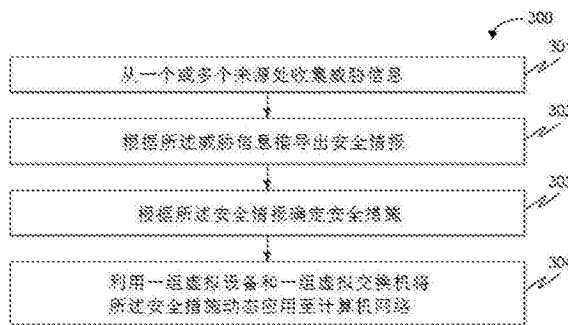 300
301
从一个或多个来源处收集威胁信息
302
根据所述威胁信息指导出安全情报
303
根据所述安全情报确定安全措施
304
利用一组虚拟设备和一组虚拟交换机将
所述安全措施动态应用至计算机网络